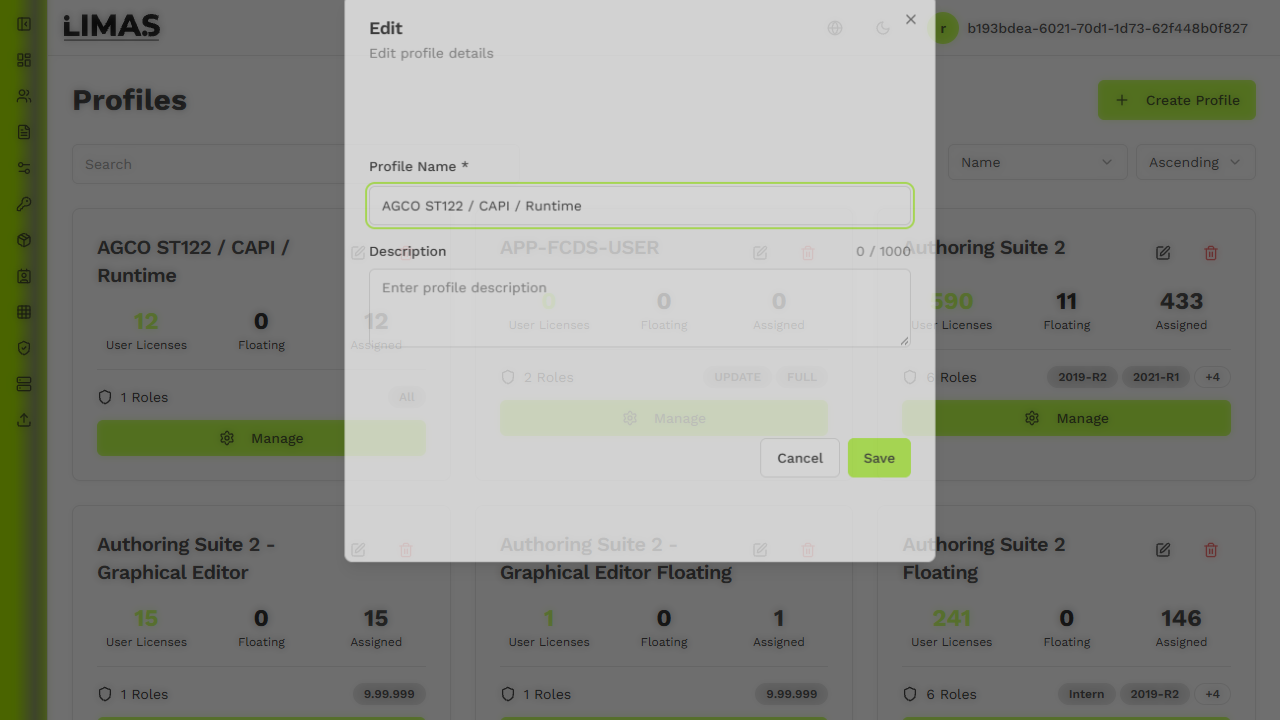 LIMAS
r
b193bdea-6021-70d1-1d73-62f448b0f827
Profiles
Create Profile
Search
Name
Ascending
Edit
Edit profile details
Profile Name *
AGCO ST122 / CAPI / Runtime
Description
0 / 1000
Enter profile description
Cancel
Save
AGCO ST122 / CAPI /
Runtime
12
0
12
User Licenses
Floating
Assigned
1 Roles
All
Manage
APP-FCDS-USER
0
0
0
User Licenses
Floating
Assigned
2 Roles
UPDATE
FULL
Manage
Authoring Suite 2
590
11
433
User Licenses
Floating
Assigned
6 Roles
2019-R2
2021-R1
+4
Manage
Authoring Suite 2 -
Graphical Editor
15
0
15
User Licenses
Floating
Assigned
1 Roles
9.99.999
Authoring Suite 2 -
Graphical Editor Floating
1
0
1
User Licenses
Floating
Assigned
1 Roles
9.99.999
Authoring Suite 2
Floating
241
0
146
User Licenses
Floating
Assigned
6 Roles
Intern
2019-R2
+4